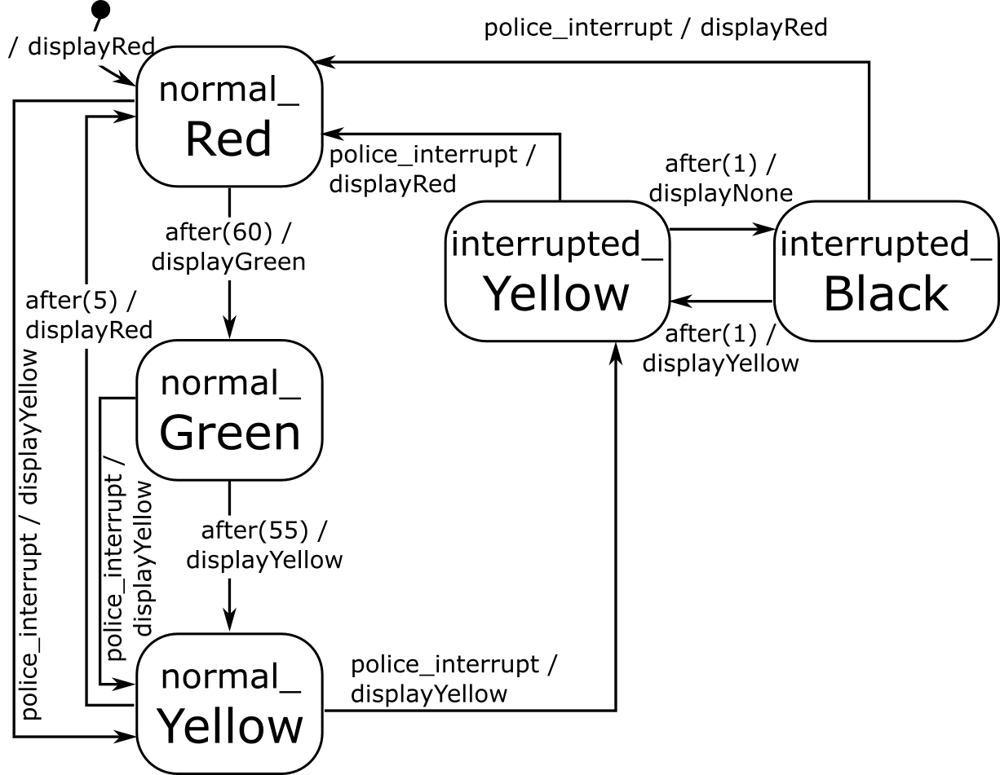 / displayRed
police_interrupt / displayRed
normal_
Red
police_interrupt /
displayRed
after(1) /
displayNone
after(60) /
displayGreen
interrupted_
Yellow
interrupted_
Black
after(5) /
displayRed
after(1) /
displayYellow
police_interrupt / displayYellow
normal_
Green
police_interrupt /
displayYellow
after(55) /
displayYellow
normal_
Yellow
police_interrupt /
displayYellow